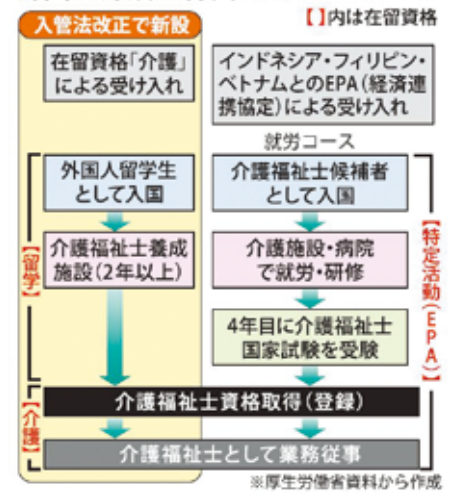 入管法改正で新設
【 】内は在留資格
在留資格「介護」
による受け入れ
インドネシア・フィリピン・
ベトナムとのEPA(経済連
携協定)による受け入れ
就労コース
外国人留学生
として入国
介護福祉士候補者
として入国
介護福祉士養成
施設(2年以上)
介護施設・病院
で就労・研修
4年目に介護福祉士
国家試験を受験
【留学】
【特定活動(EPA)】
介護福祉士資格取得(登録)
【介護】
介護福祉士として業務従事
※厚生労働省資料から作成